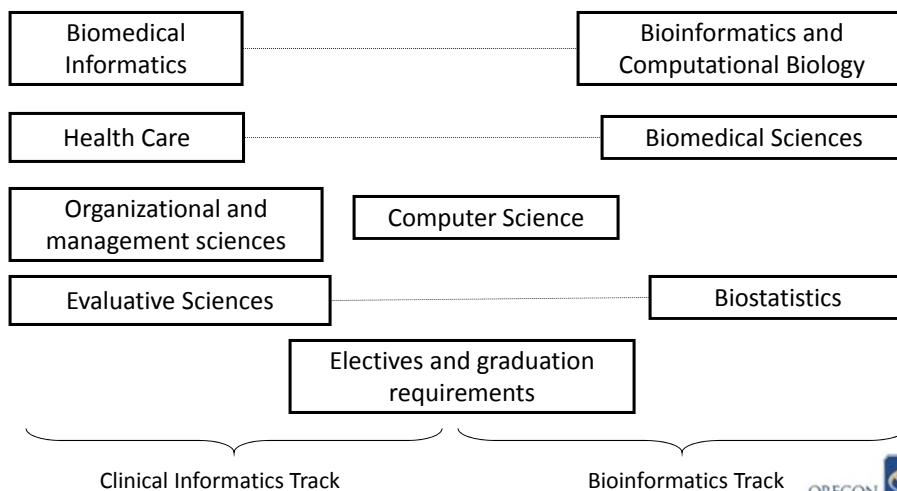 Biomedical
Informatics
Bioinformatics and
Computational Biology
Health Care
Biomedical Sciences
Organizational and
management sciences
Computer Science
Evaluative Sciences
Biostatistics
Electives and graduation
requirements
Clinical Informatics Track
Bioinformatics Track
OREGON